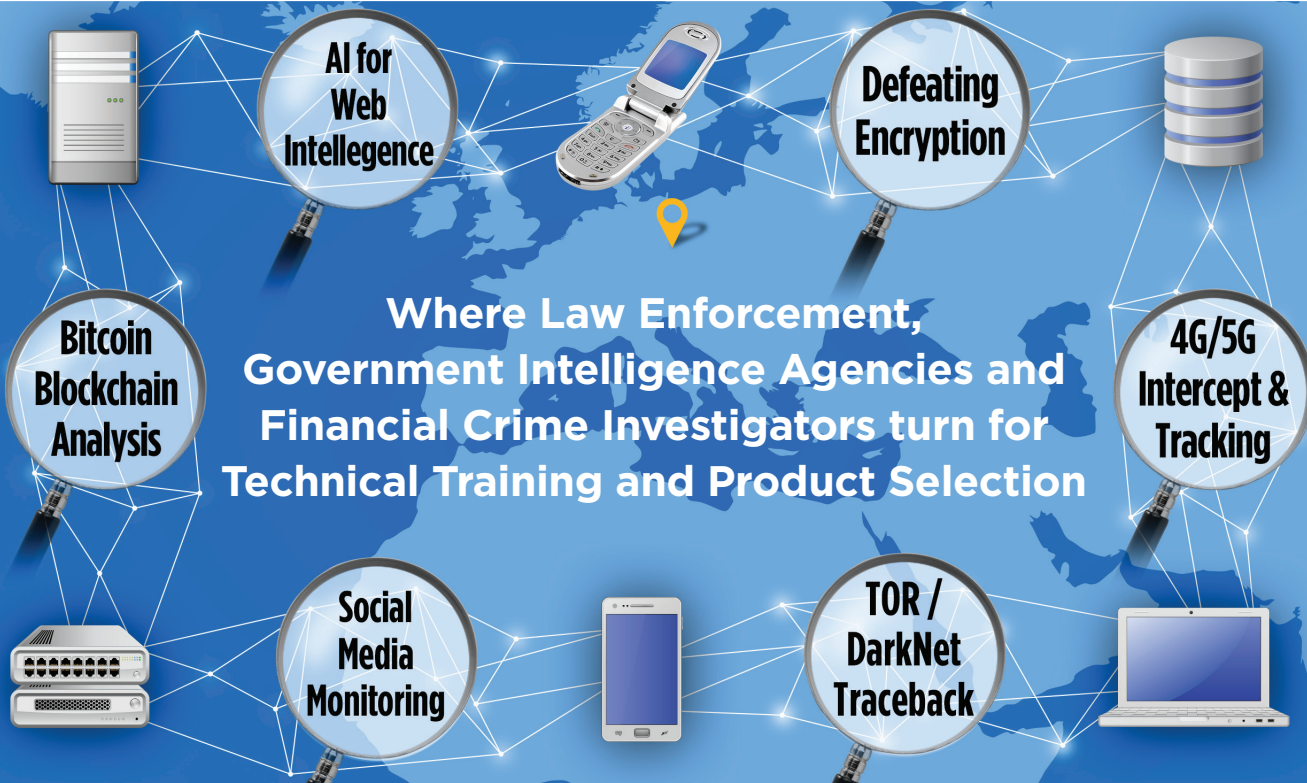 AI for
Web
Intellegence
Defeating
Encryption
Where Law Enforcement,
Government Intelligence Agencies and
Financial Crime Investigators turn for
Technical Training and Product Selection
Bitcoin
Blockchain
Analysis
4G/5G
Intercept &
Tracking
Social
Media
Monitoring
TOR /
DarkNet
Traceback